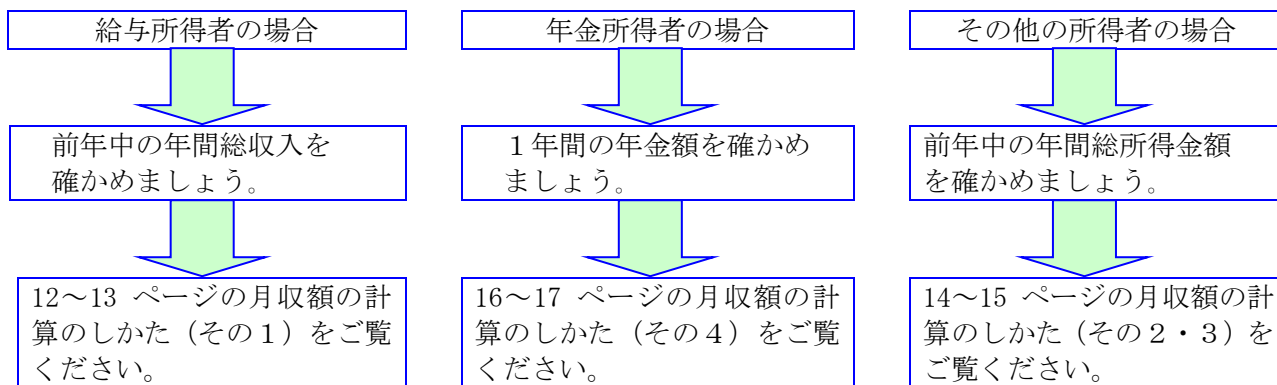 給与所得者の場合
前年中の年間総収入を
確かめましょう。
12～13 ページの月収額の計
算のしかた（その１）をご覧
ください。
年金所得者の場合
１年間の年金額を確かめ
ましょう。
16～17 ページの月収額の計
算のしかた（その４）をご覧
ください。
その他の所得者の場合
前年中の年間総所得金額
を確かめましょう。
14～15 ページの月収額の計
算のしかた（その２・３）を
ご覧ください。